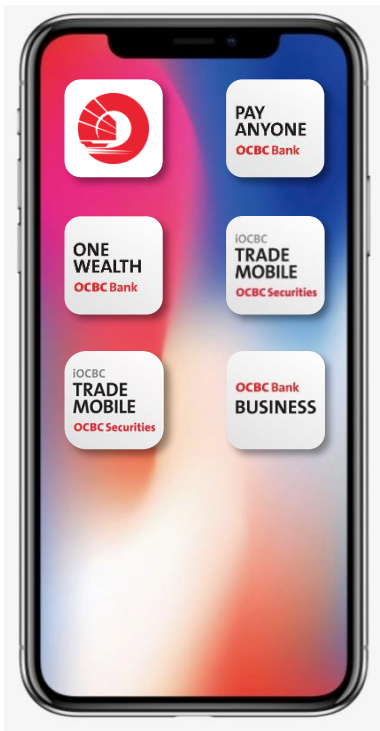 PAY
ANYONE
OCBC Bank
ONE
WEALTH
OCBC Bank
iOCBC
TRADE
MOBILE
OCBC Securities
iOCBC
TRADE
MOBILE
OCBC Securities
OCBC Bank
BUSINESS